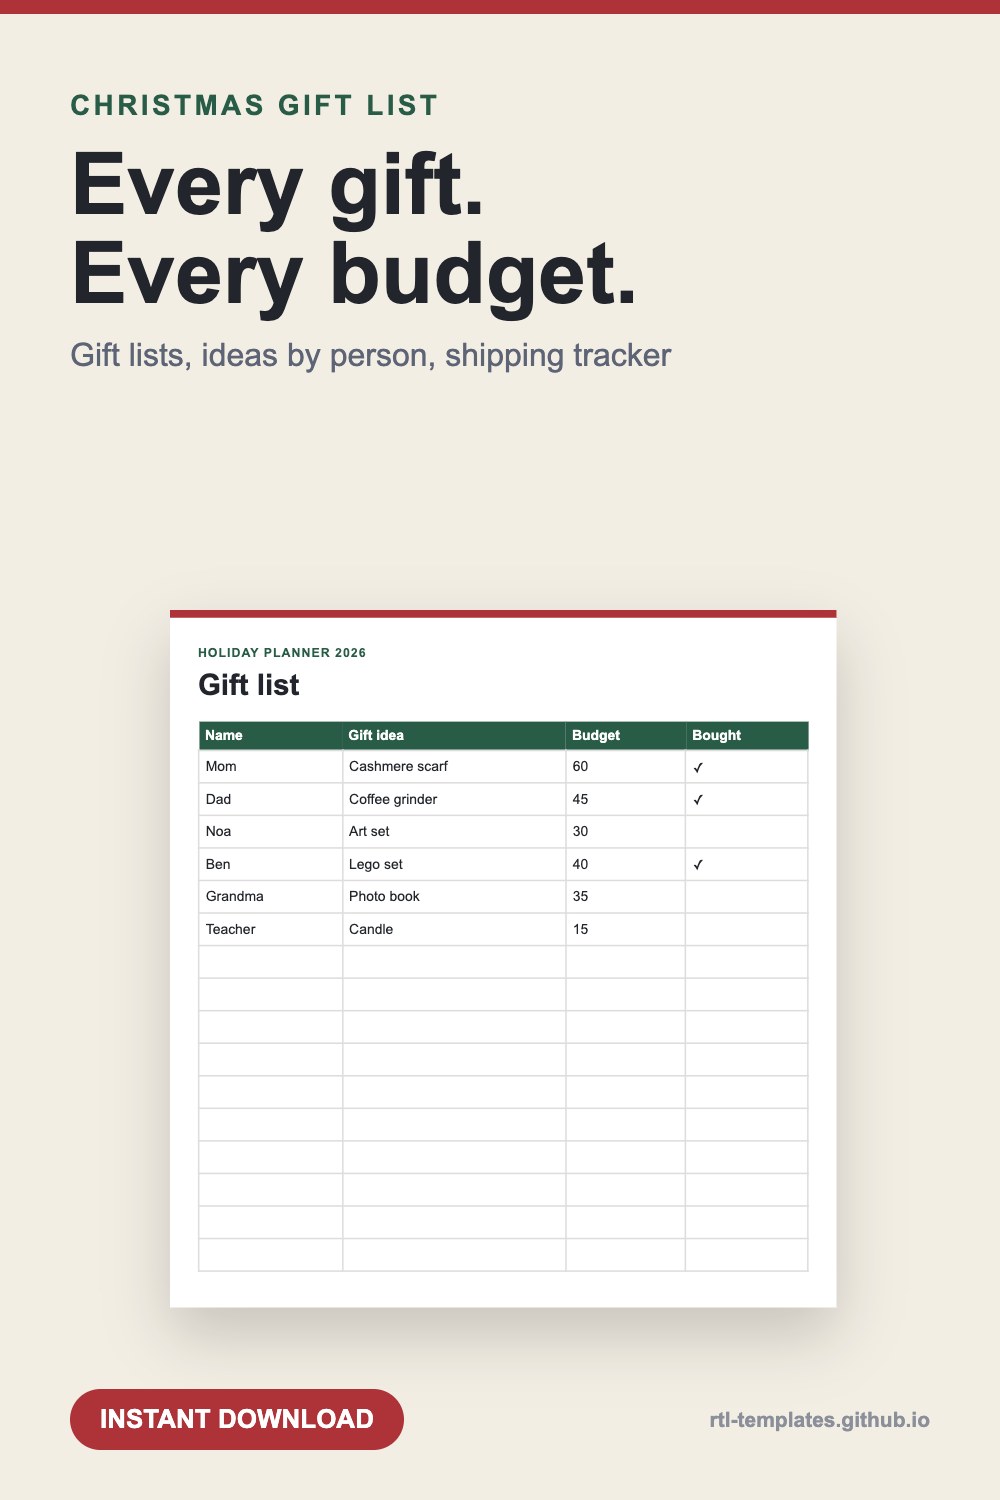 CHRISTMAS GIFT LIST
Every gift.
Every budget.
Gift lists, ideas by person, shipping tracker
HOLIDAY PLANNER 2026
Gift list
Name Gift idea Budget Bought
Mom Cashmere scarf 60 ✓
Dad Coffee grinder 45 ✓
Noa Art set 30
Ben Lego set 40 ✓
Grandma Photo book 35
Teacher Candle 15
INSTANT DOWNLOAD
rtl-templates.github.io